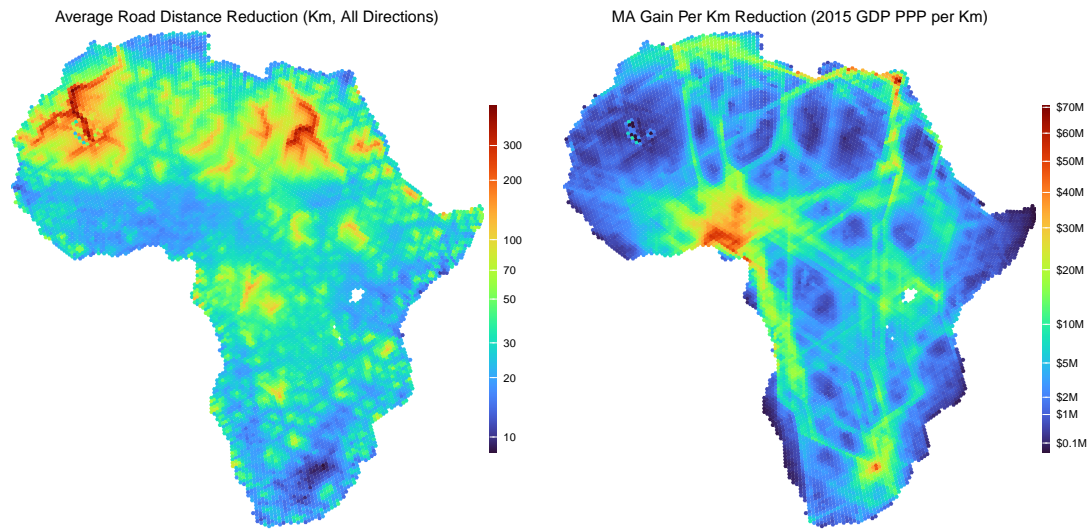 Average Road Distance Reduction (Km, All Directions)
300
200
100
70
50
30
20
10
MA Gain Per Km Reduction (2015 GDP PPP per Km)
$70M
$60M
$50M
$40M
$30M
$20M
$10M
$5M
$2M
$1M
$0.1M